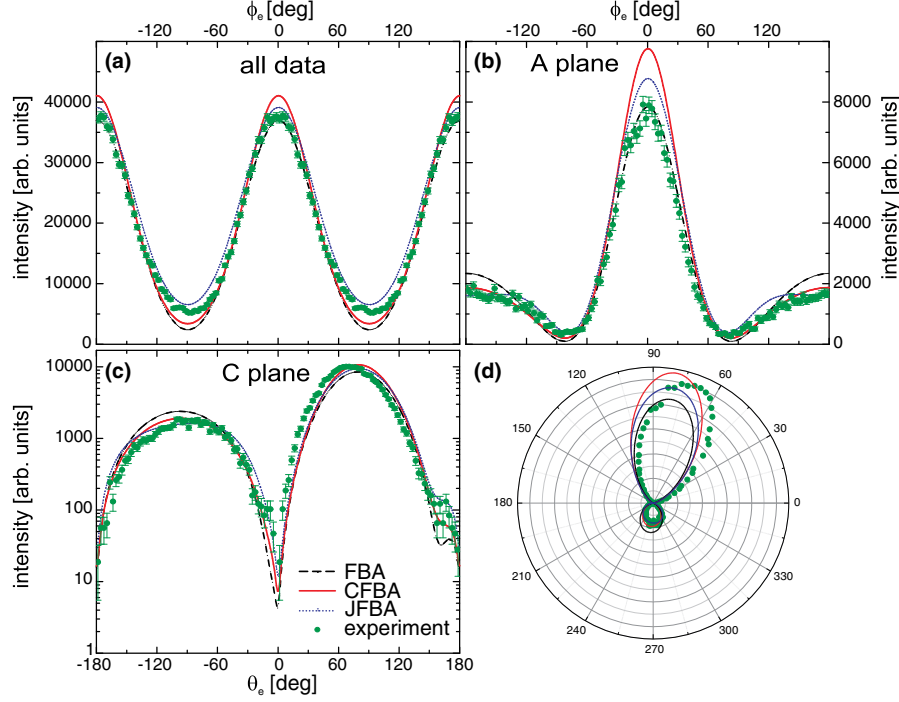 ϕe [deg]
ϕe [deg]
-120 -60 0 60 120
-120 -60 0 60 120
(a)
all data
(b)
A plane
intensity [arb. units]
40000
30000
20000
10000
0
8000
6000
4000
2000
0
intensity [arb. units]
(c)
C plane
(d)
intensity [arb. units]
10000
1000
100
10
1
FBA
CFBA
JFBA
experiment
-180 -120 -60 0 60 120 180
θe [deg]
90
120 60
150 30
180 0
210 330
240 300
270